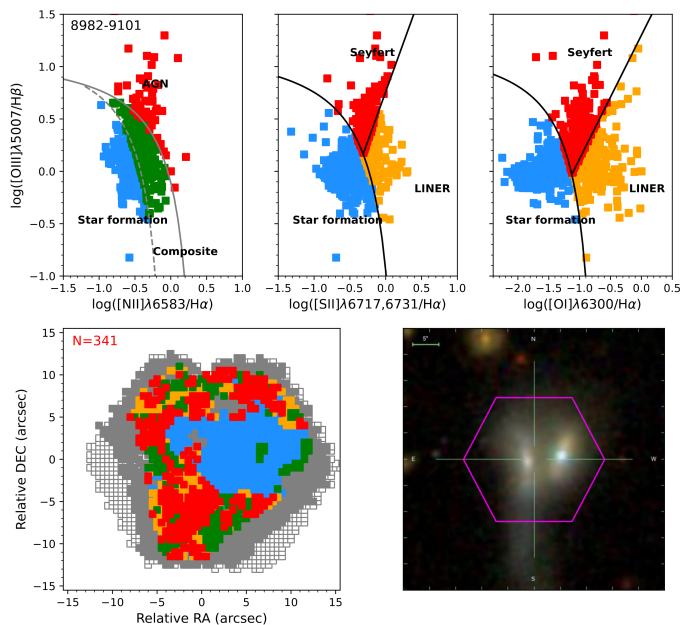 8982-9101
AGN
Star formation
Composite
log([OIII]λ5007/Hβ)
log([NII]λ6583/Hα)
1.5
1.0
0.5
0.0
−0.5
−1.0
−1.5 −1.0 −0.5 0.0 0.5 1.0
Seyfert
LINER
Star formation
log([SII]λ6717,6731/Hα)
−1.5 −1.0 −0.5 0.0 0.5 1.0
Seyfert
LINER
Star formation
log([OI]λ6300/Hα)
−2.0 −1.5 −1.0 −0.5 0.0
N=341
Relative DEC (arcsec)
15
10
5
0
−5
−10
−15
−15 −10 −5 0 5 10 15
Relative RA (arcsec)
5"
N
E
W
S